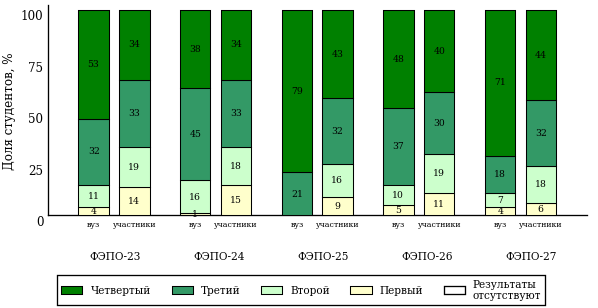 100
75
50
25
0
Доля студентов, %
53 34 38 34 43 48 40 71 44
79
32 33 45 33 32 37 30 18 32
11 19 16 18 21 16 10 19 7 18
4 14 1 15 9 5 11 4 6
вуз участники вуз участники вуз участники вуз участники вуз участники
ФЭПО-23 ФЭПО-24 ФЭПО-25 ФЭПО-26 ФЭПО-27
Четвертый Третий Второй Первый Результаты
отсутствуют